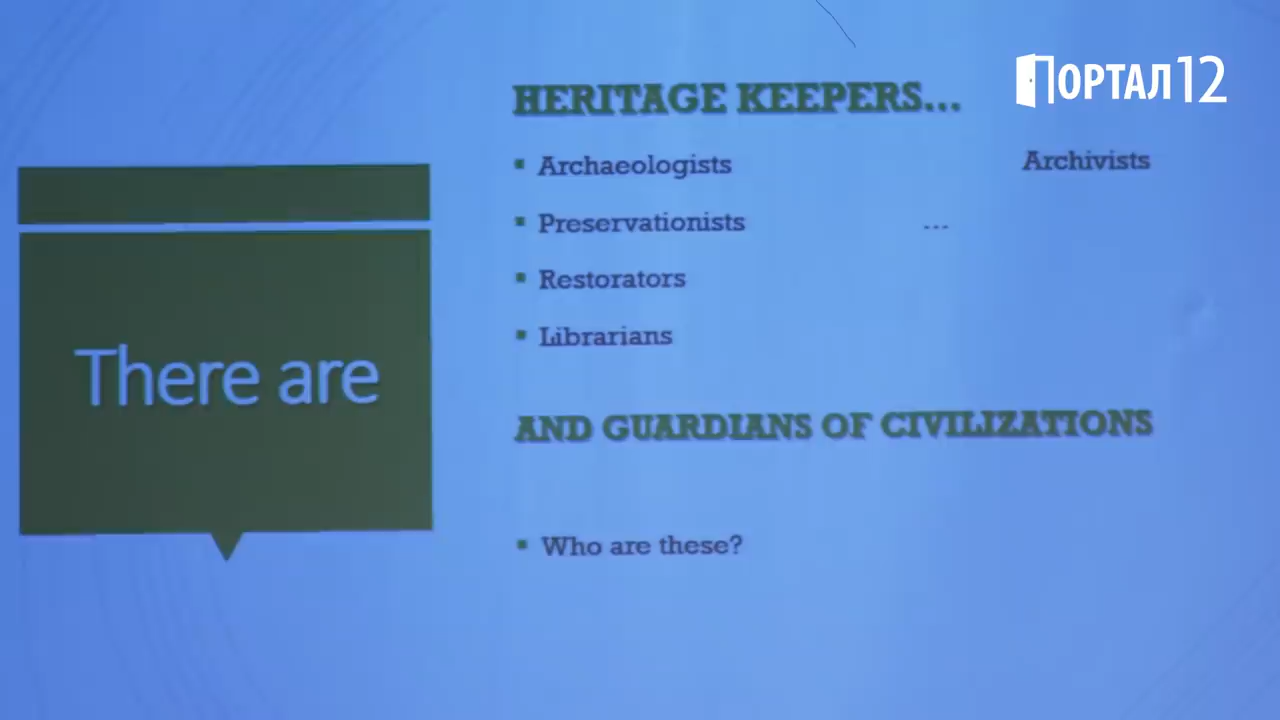 ПОРТАЛ12
HERITAGE KEEPERS...
Archaeologists
Archivists
Preservationists
...
Restorators
Librarians
There are
AND GUARDIANS OF CIVILIZATIONS
Who are these?